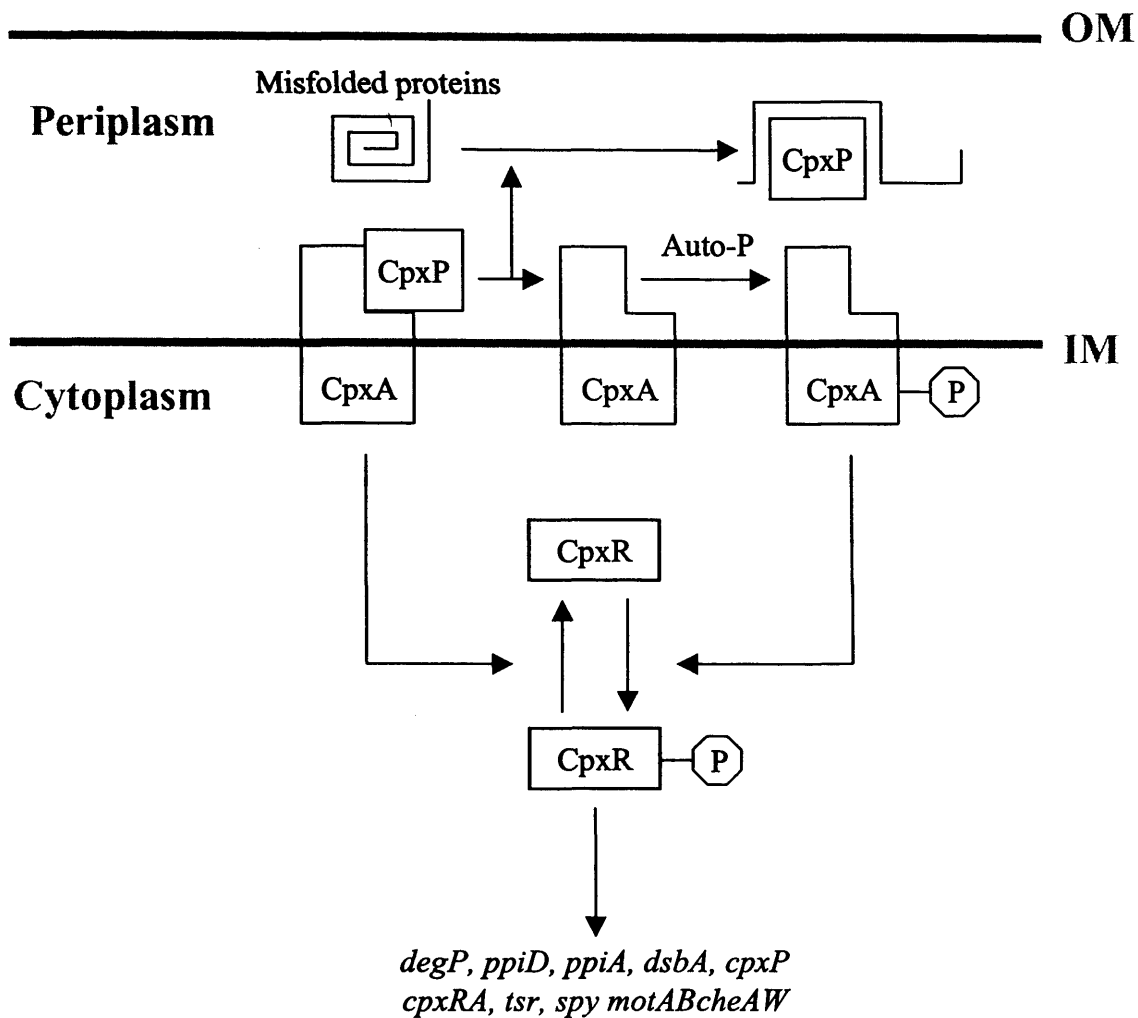 OM
Misfolded proteins
Periplasm
CpxP
CpxP
Auto-P
IM
CpxA
CpxA
CpxA
P
Cytoplasm
CpxR
CpxR
P
degP, ppiD, ppiA, dsbA, cpxP
cpxRA, tsr, spy motABcheAW